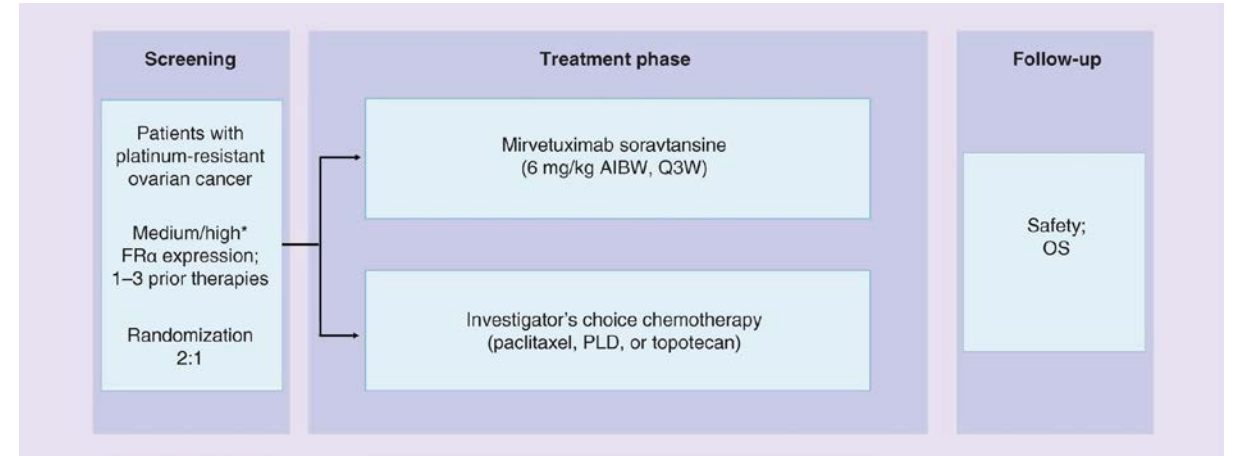 Screening
Patients with
platinum-resistant
ovarian cancer
Medium/high*
FRα expression;
1–3 prior therapies
Randomization
2:1
Treatment phase
Mirvetuximab soravtansine
(6 mg/kg AIBW, Q3W)
Investigator's choice chemotherapy
(paclitaxel, PLD, or topotecan)
Follow-up
Safety;
OS